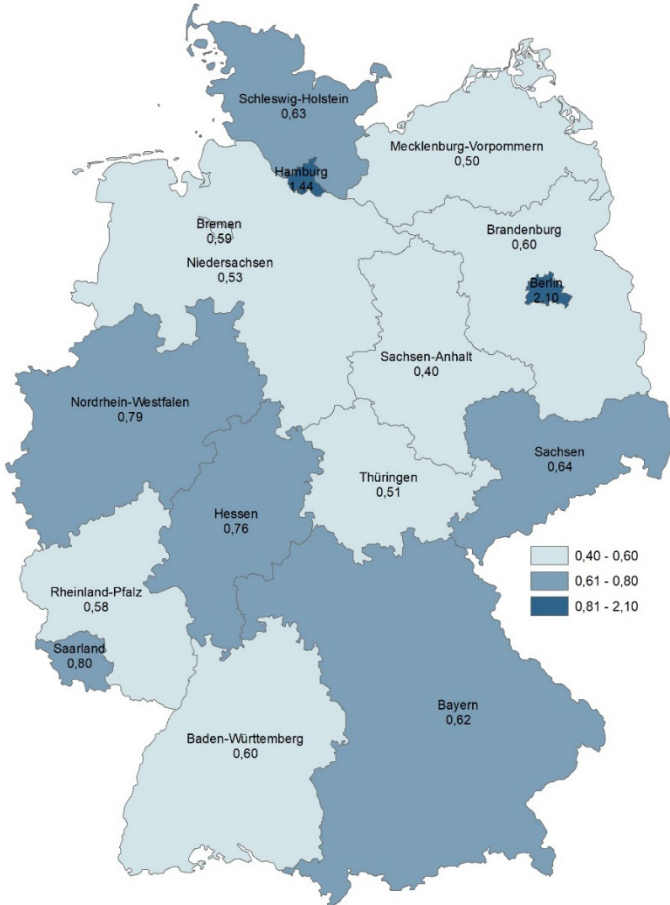 Schleswig-Holstein
0,63
Mecklenburg-Vorpommern
0,50
Hamburg
1.44
Bremen
0,59
Niedersachsen
0,53
Brandenburg
0,60
Berlin
2.10
Sachsen-Anhalt
0,40
Nordrhein-Westfalen
0,79
Sachsen
0,64
Thüringen
0,51
Hessen
0,76
0,40 - 0,60
0,61 - 0,80
0,81 - 2,10
Rheinland-Pfalz
0,58
Saarland
0,80
Bayern
0,62
Baden-Württemberg
0,60